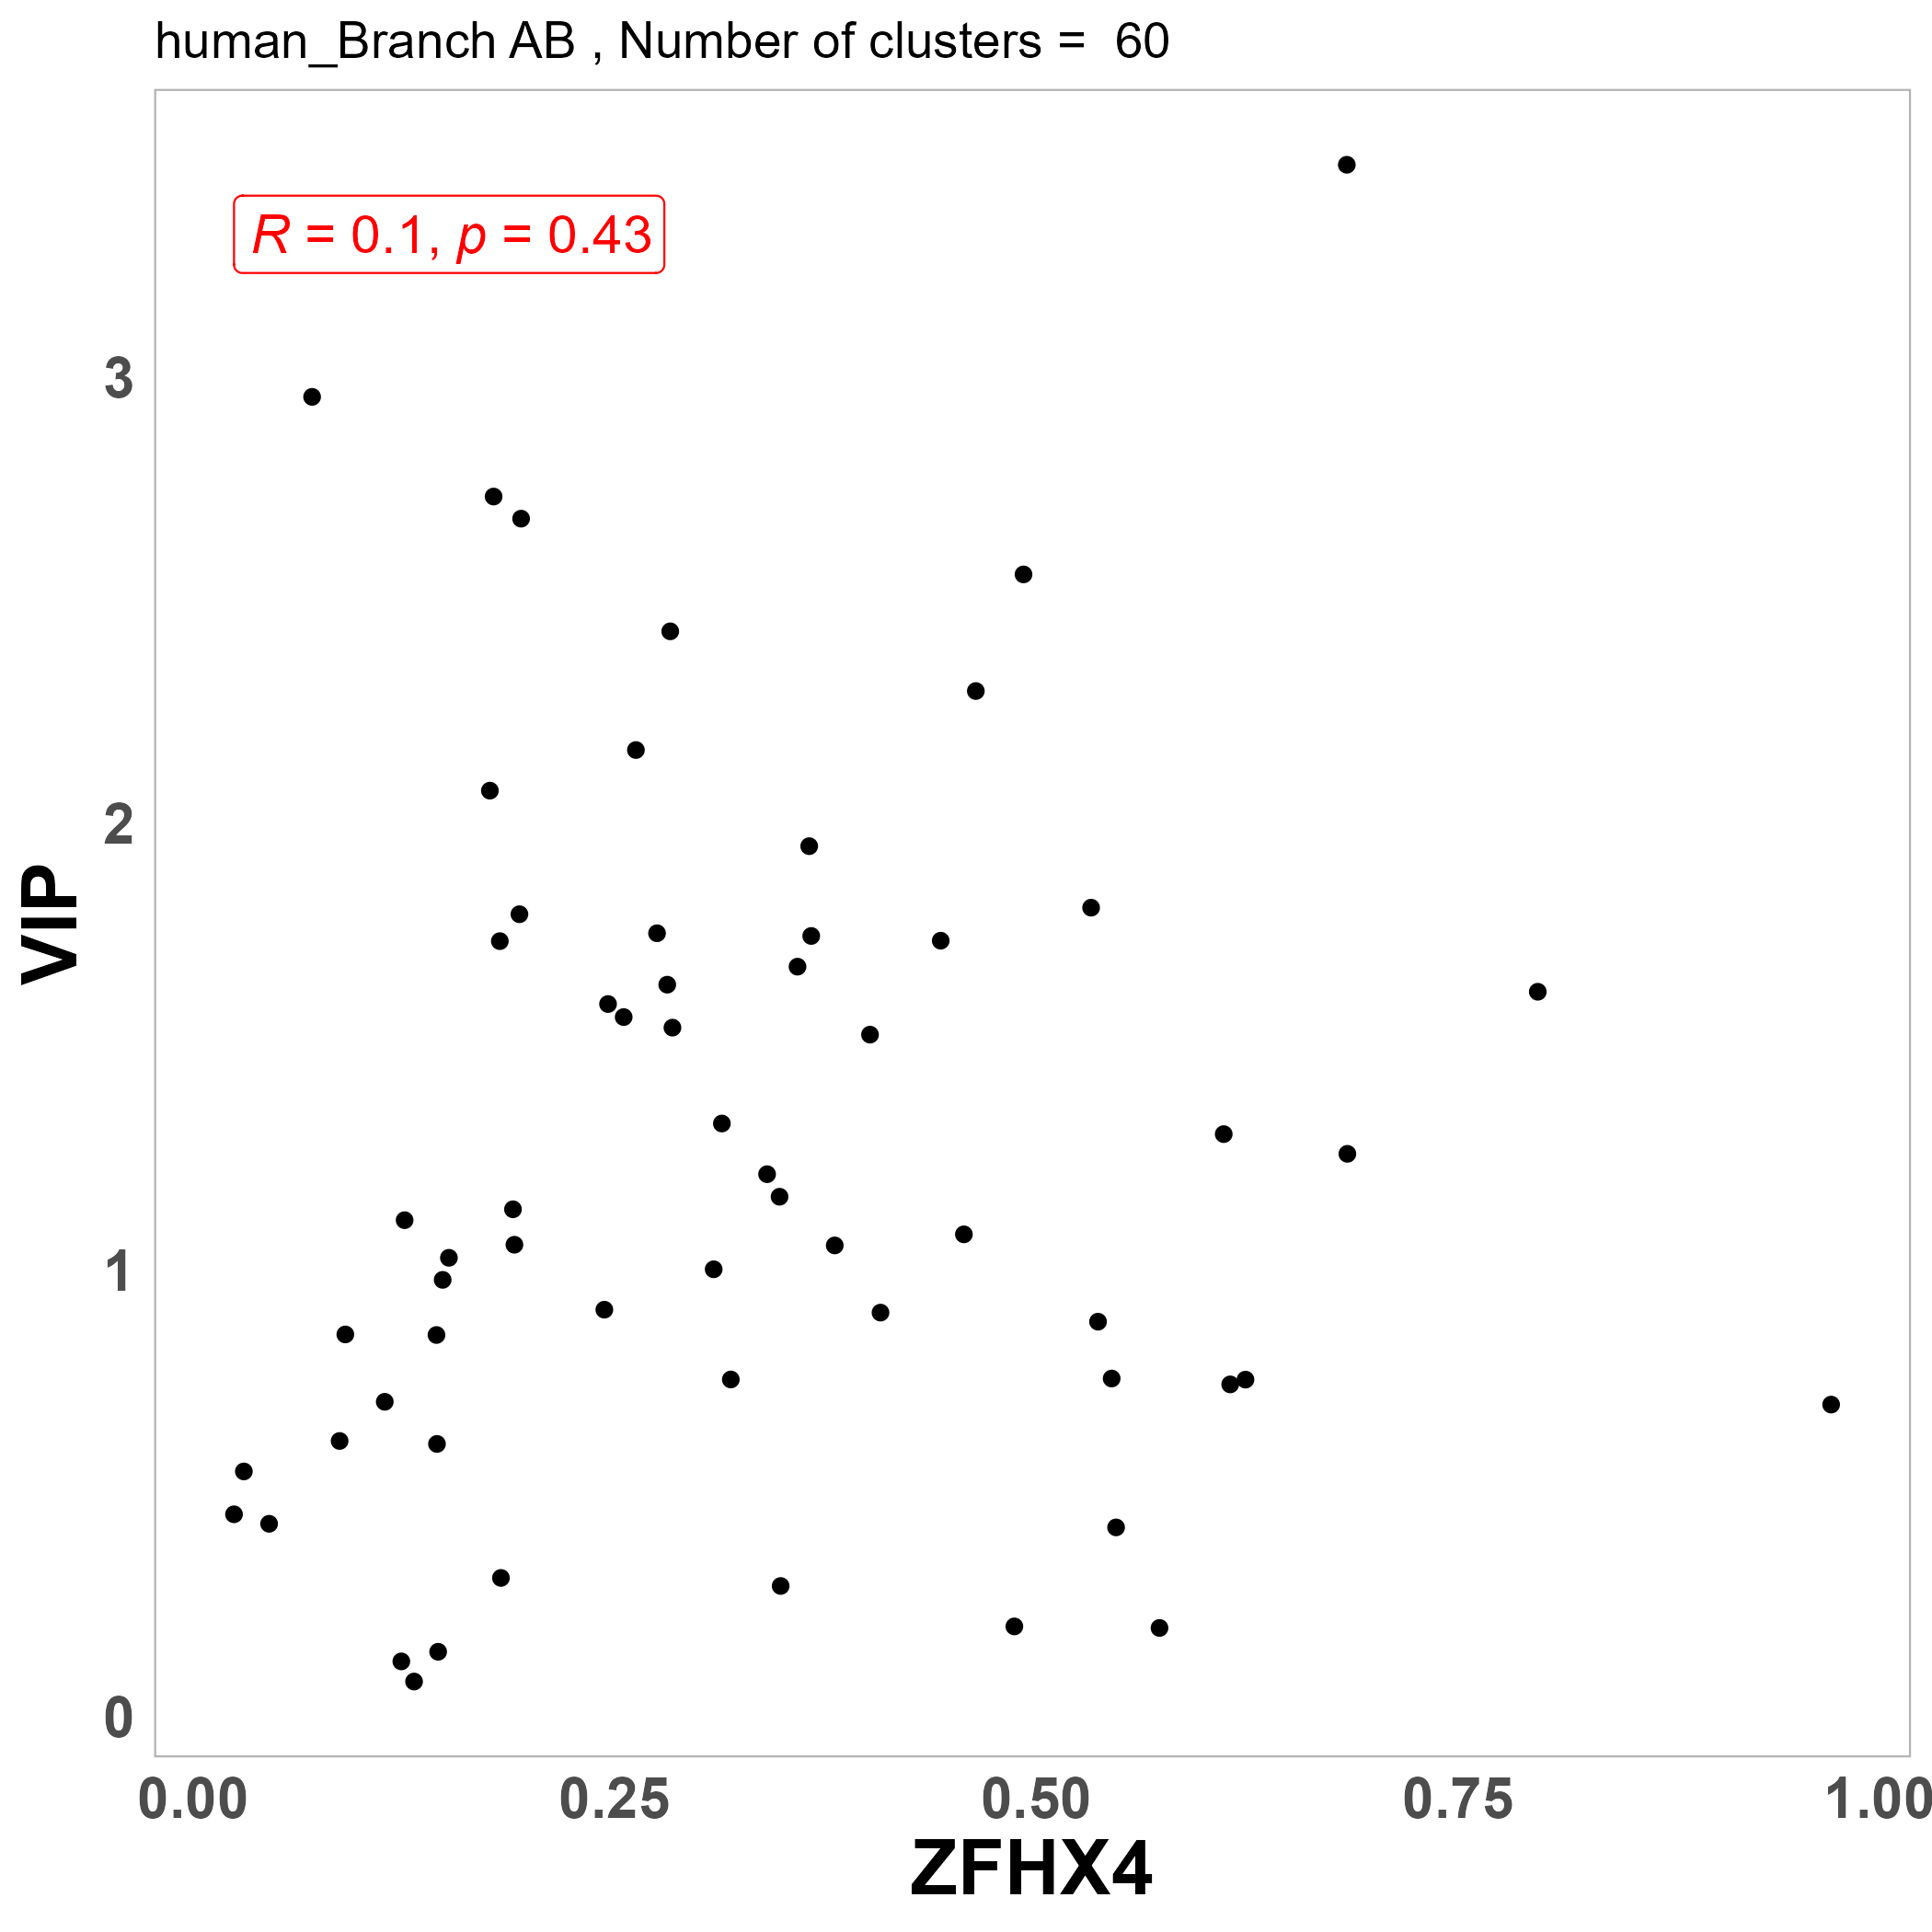 human_Branch AB , Number of clusters =  60
R = 0.1, p = 0.43
VIP
3
2
1
0
0.00 0.25 0.50 0.75 1.00
ZFHX4